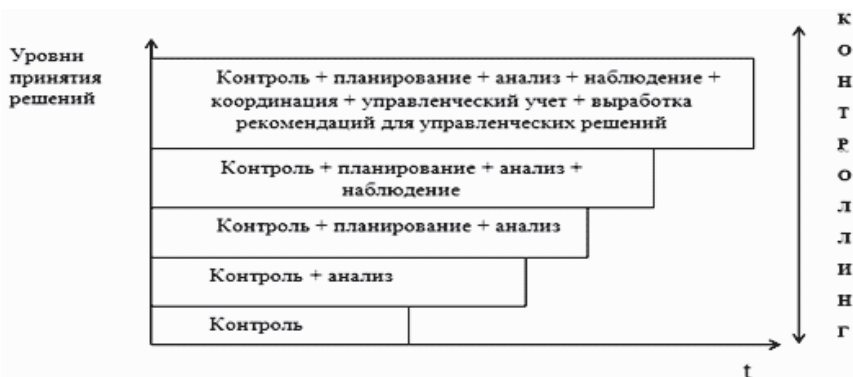 Уровни
принятия
решений
Контроль + планирование + анализ + наблюдение +
координация + управленческий учет + выработка
рекомендаций для управленческих решений
Контроль + планирование + анализ +
наблюдение
Контроль + планирование + анализ
Контроль + анализ
Контроль
t
К
О
Н
Т
Р
О
Л
Л
И
Н
Г